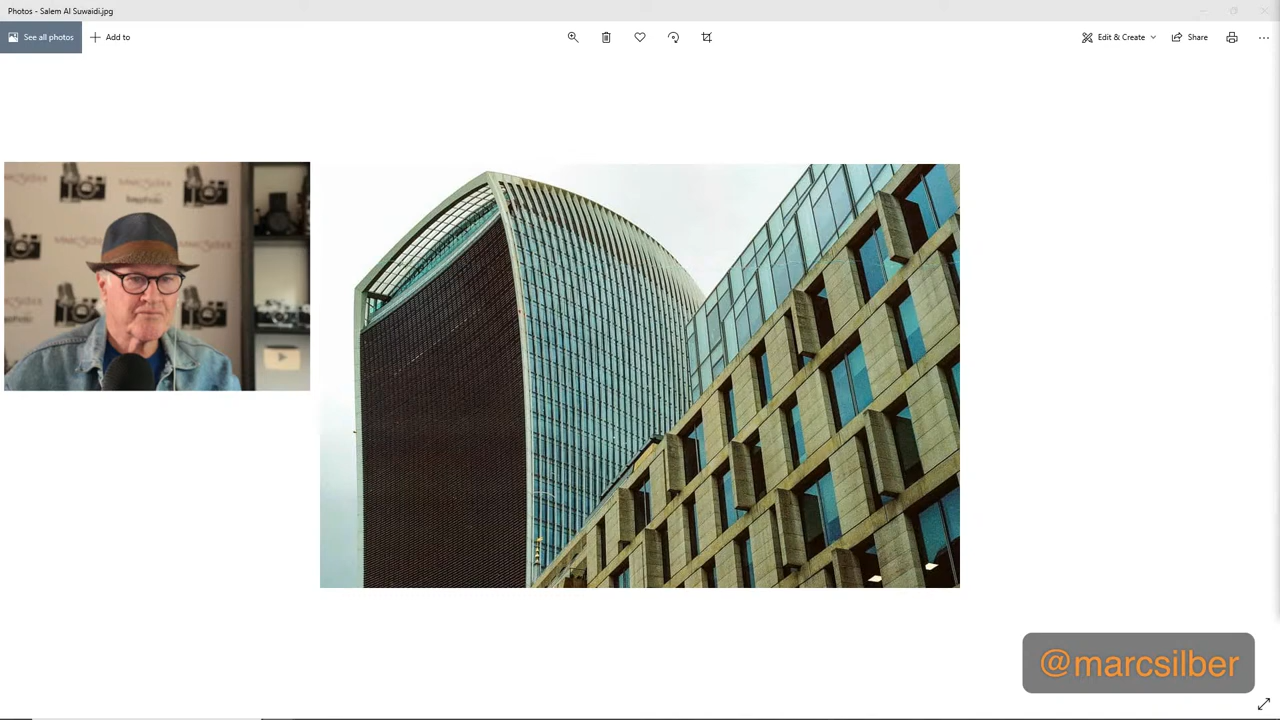 Photos - Salem Al Suwaidi.jpg
See all photos
Add to
Edit & Create
Share
@marcsilber